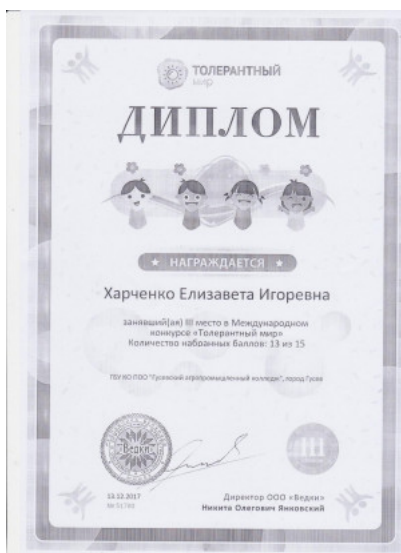 ТОЛЕРАНТНЫЙ
мир
ДИПЛОМ
НАГРАЖДАЕТСЯ
Харченко Елизавета Игоревна
занявший(ая) III место в Международном
конкурсе «Толерантный мир»
Количество набранных баллов: 13 из 15
ГБУ КО ПОО "Гусевский агропромышленный колледж", город Гусев
Ведки
III
13.12.2017
Директор ООО «Ведки»
Никита Олегович Янковский